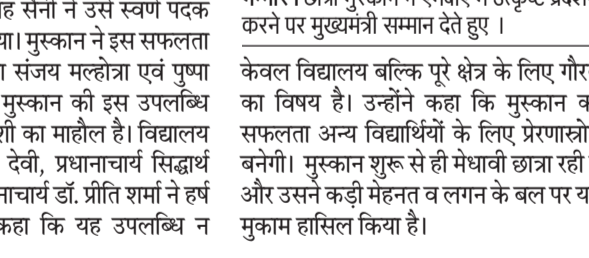 ह सैनी ने उसे स्वर्ण पदक
या। मुस्कान ने इस सफलता
संजय मल्होत्रा एवं पुष्पा
मुस्कान की इस उपलब्धि
शी का माहौल है। विद्यालय
देवी, प्रधानाचार्य सिद्धार्थ
नाचार्य डॉ. प्रीति शर्मा ने हर्ष
कहा कि यह उपलब्धि न
करने पर मुख्यमंत्री सम्मान देते हुए ।
केवल विद्यालय बल्कि पूरे क्षेत्र के लिए गौर
का विषय है। उन्होंने कहा कि मुस्कान क
सफलता अन्य विद्यार्थियों के लिए प्रेरणास्रो
बनेगी। मुस्कान शुरू से ही मेधावी छात्रा रही
और उसने कड़ी मेहनत व लगन के बल पर य
मुकाम हासिल किया है।